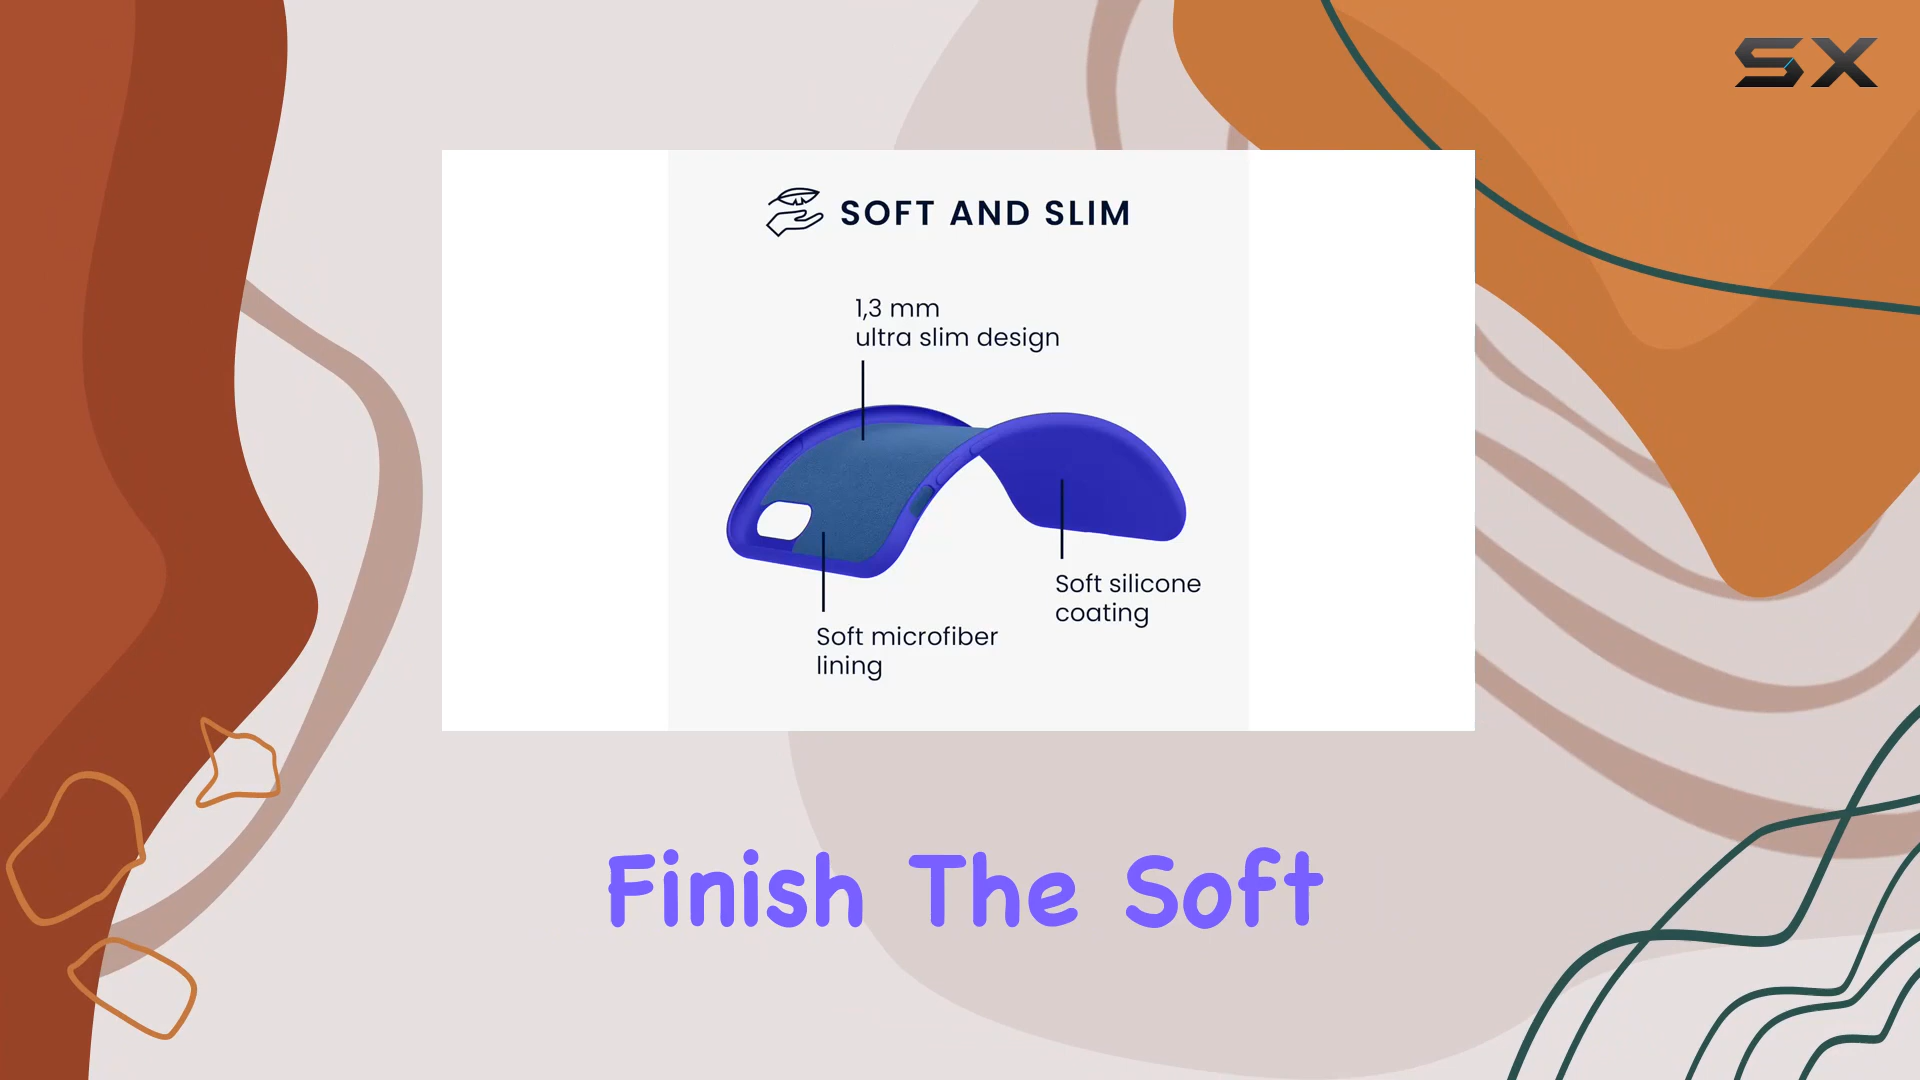 SX
SOFT AND SLIM
1,3 mm
ultra slim design
Soft silicone
coating
Soft microfiber
lining
Finish The Soft